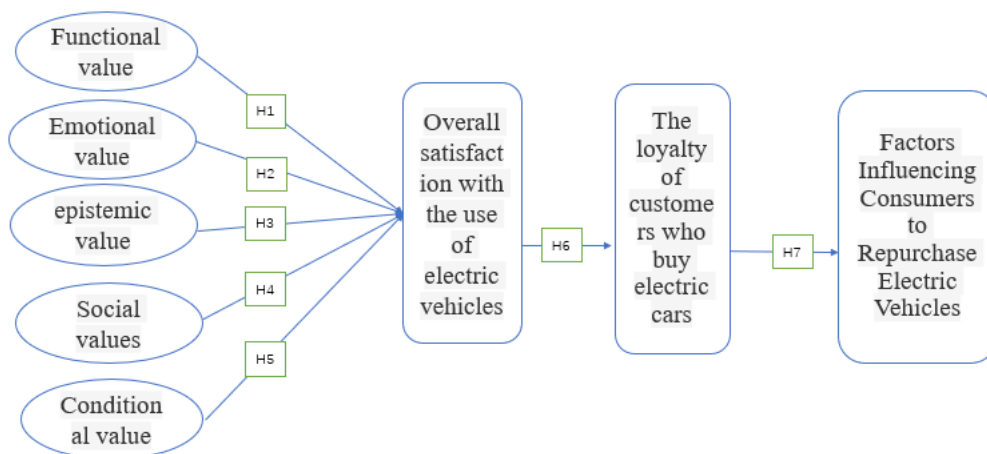 Functional
value
H1
Emotional
value
H2
epistemic
value
H3
Social
values
H4
Condition
al value
H5
Overall
satisfact
ion with
the use
of
electric
vehicles
H6
The
loyalty
of
custome
rs who
buy
electric
cars
H7
Factors
Influencing
Consumers
to
Repurchase
Electric
Vehicles